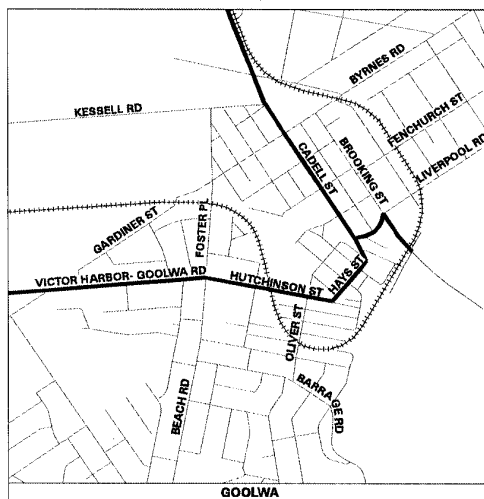 BYRNES RD
KESSELL RD
FENCHURCH ST
BROOKING ST
CADELL ST
LIVERPOOL RD
GARDINER ST
FOSTER PL
HAYS ST
VICTOR HARBOR- GOOLWA RD
HUTCHINSON ST
OLIVER ST
BARRAGE RD
BEACH RD
GOOLWA